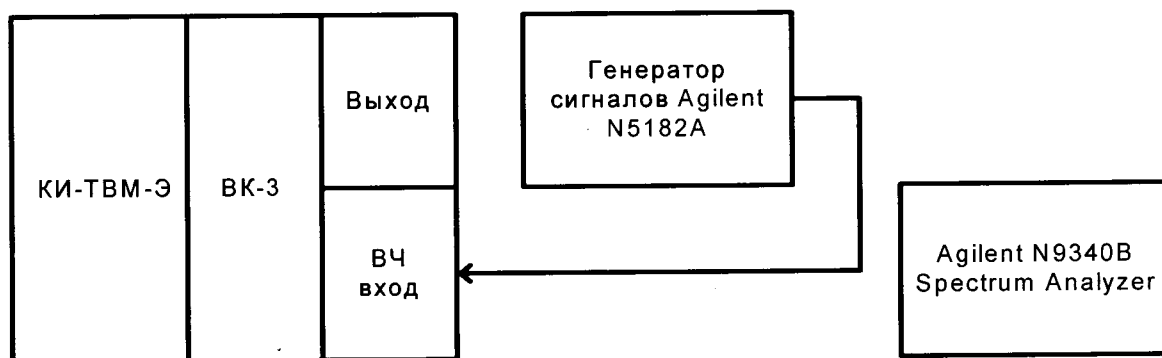 КИ-ТВМ-Э
ВК-3
Выход
ВЧ
вход
Генератор
сигналов Agilent
N5182A
Agilent N9340B
Spectrum Analyzer